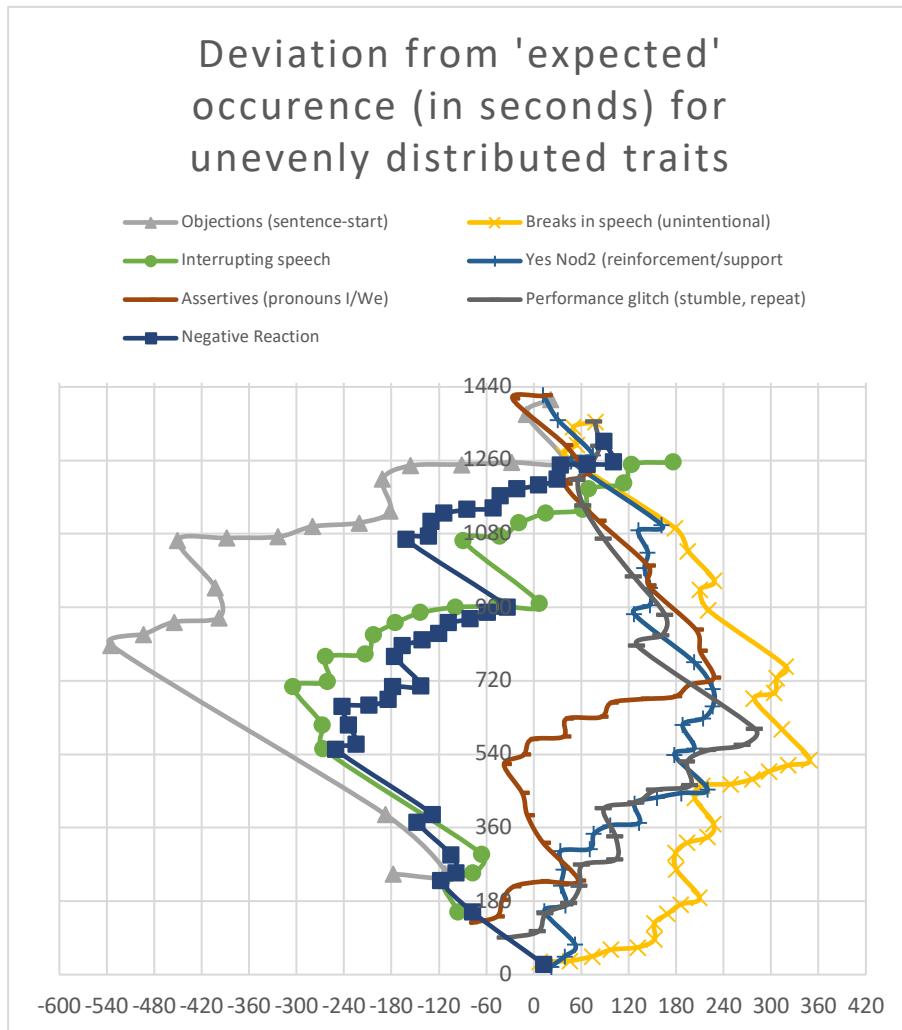 Deviation from 'expected'
occurence (in seconds) for
unevenly distributed traits
Objections (sentence-start)
Breaks in speech (unintentional)
Interrupting speech
Yes Nod2 (reinforcement/support
Assertives (pronouns I/We)
Performance glitch (stumble, repeat)
Negative Reaction
1440
1260
1080
900
720
540
360
180
0
-600 -540 -480 -420 -360 -300 -240 -180 -120 -60 0 60 120 180 240 300 360 420